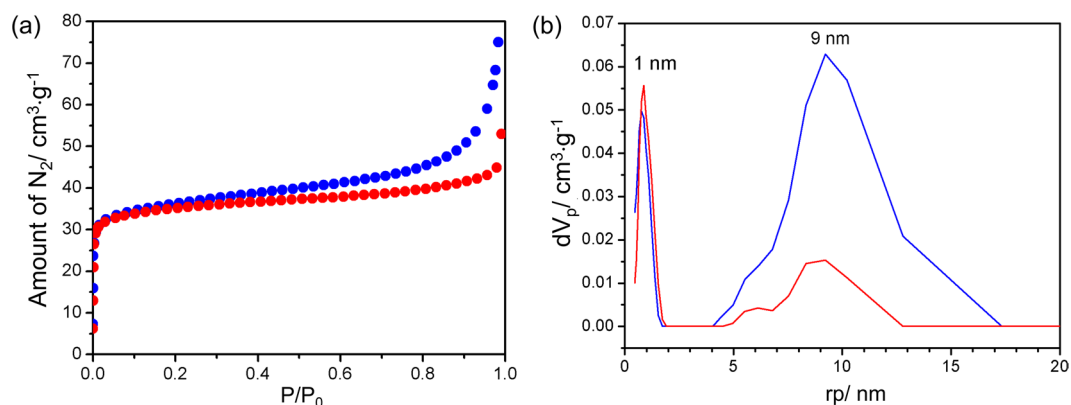 (a)
Amount of N₂/ cm³·g⁻¹
80
70
60
50
40
30
20
10
0
0.0 0.2 0.4 0.6 0.8 1.0
P/P₀
(b)
dVₚ/ cm³·g⁻¹
0.07
0.06
0.05
0.04
0.03
0.02
0.01
0.00
1 nm
9 nm
0 5 10 15 20
rp/ nm